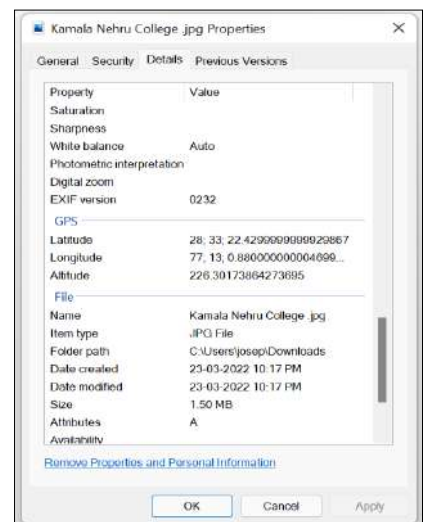 Kamala Nehru College .jpg Properties
General Security Details Previous Versions
Property Value
Saturation
Sharpness
White balance Auto
Photometric interpretation
Digital zoom
EXIF version 0232
GPS
Latitude 28; 33; 22.4299999999929867
Longitude 77; 13; 0.880000000004699...
Altitude 226.30173864273695
File
Name Kamala Nehru College .jpg
Item type JPG File
Folder path C:\Users\josep\Downloads
Date created 23-03-2022 10:17 PM
Date modified 23-03-2022 10:17 PM
Size 1.50 MB
Attributes A
Availability
Remove Properties and Personal Information
OK Cancel Apply